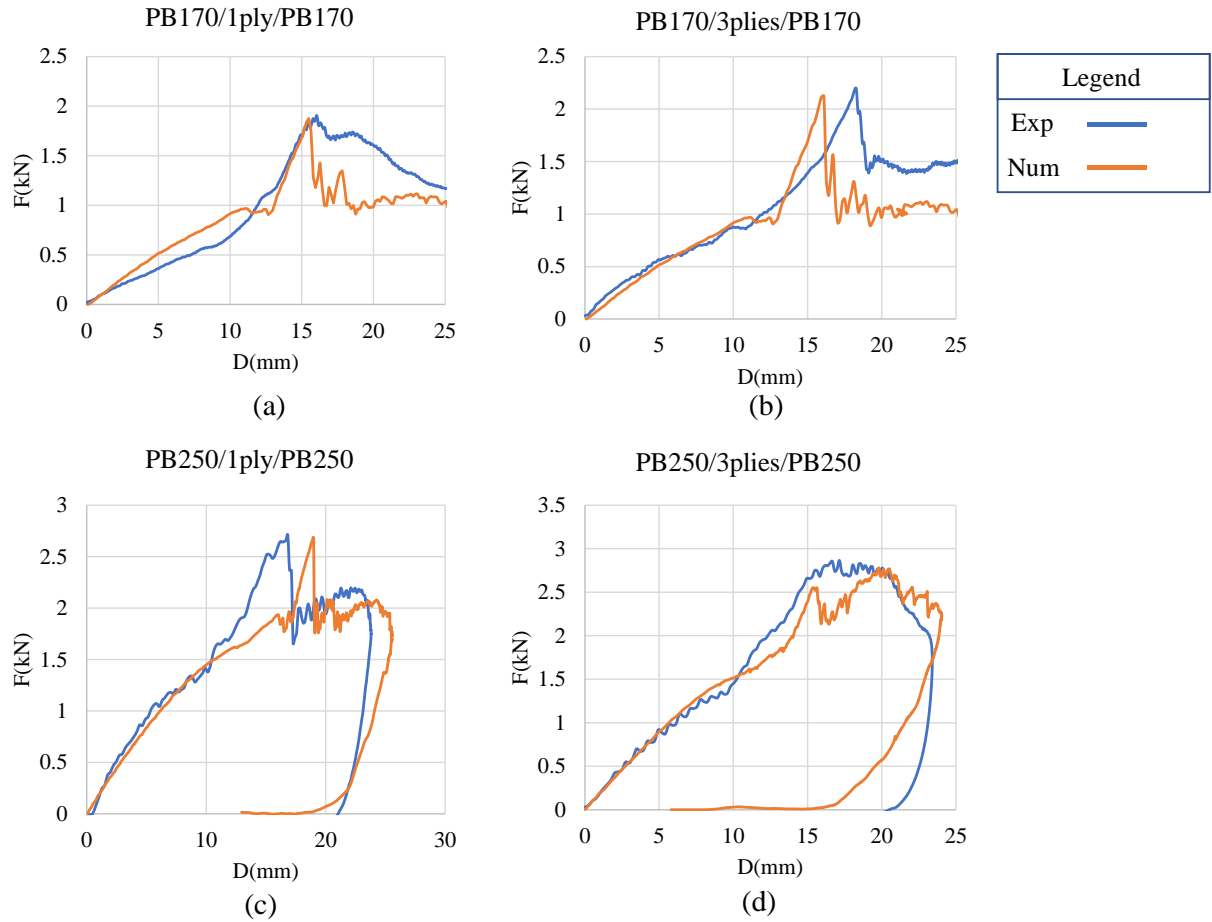 PB170/1ply/PB170
2.5
2
1.5
1
0.5
0
F(kN)
0 5 10 15 20 25
D(mm)
(a)
PB170/3plies/PB170
2.5
2
1.5
1
0.5
0
F(kN)
0 5 10 15 20 25
D(mm)
(b)
Legend
Exp
Num
PB250/1ply/PB250
3
2.5
2
1.5
1
0.5
0
F(kN)
0 10 20 30
D(mm)
(c)
PB250/3plies/PB250
3.5
3
2.5
2
1.5
1
0.5
0
F(kN)
0 5 10 15 20 25
D(mm)
(d)